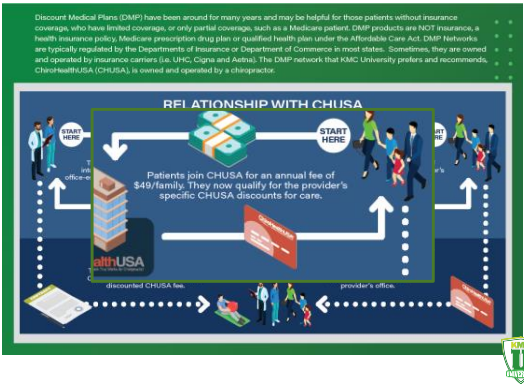 Discount Medical Plans (DMP) have been around for many years and may be helpful for those patients without insurance
coverage, who have limited coverage, or only partial coverage, such as a Medicare patient. DMP products are NOT insurance, a
health insurance policy, Medicare prescription drug plan or qualified health plan under the Affordable Care Act. DMP Networks
are typically regulated by the Departments of Insurance or Department of Commerce in most states. Sometimes, they are owned
and operated by insurance carriers (i.e. UHC, Cigna and Aetna). The DMP network that KMC University prefers and recommends,
ChiroHealthUSA (CHUSA), is owned and operated by a chiropractor.
RELATIONSHIP WITH CHUSA
START
HERE
START
HERE
Patients join CHUSA for an annual fee of
$49/family. They now qualify for the provider's
specific CHUSA discounts for care.
althUSA
discounted CHUSA fee.
provider's office.